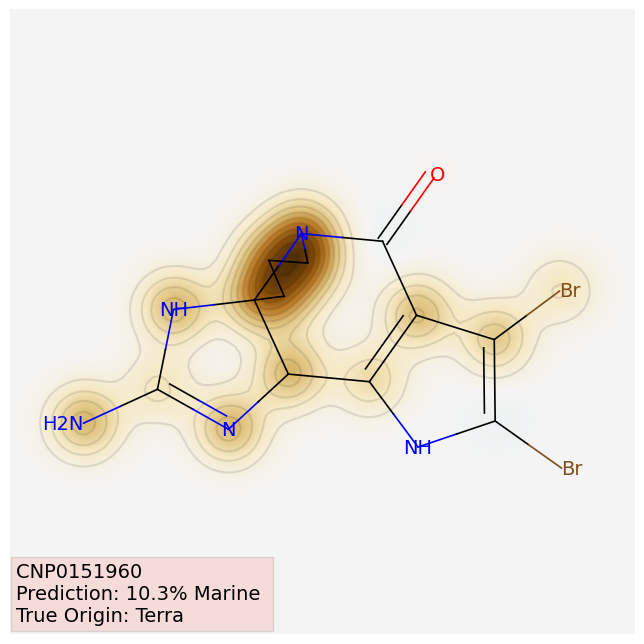 O
N
Br
NH
H2N
N
NH
Br
CNP0151960
Prediction: 10.3% Marine
True Origin: Terra